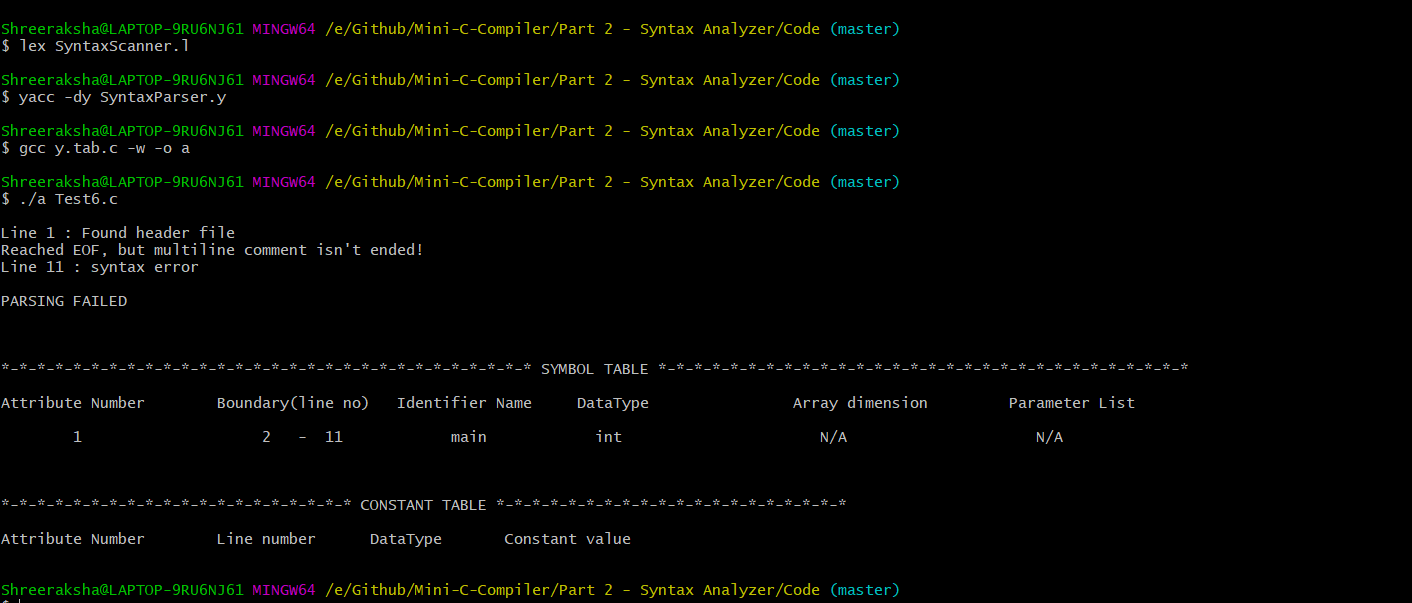 Shreeraksha@LAPTOP-9RU6NJ61 MINGW64 /e/Github/Mini-C-Compiler/Part 2 - Syntax Analyzer/Code (master)
$ lex SyntaxScanner.l
Shreeraksha@LAPTOP-9RU6NJ61 MINGW64 /e/Github/Mini-C-Compiler/Part 2 - Syntax Analyzer/Code (master)
$ yacc -dy SyntaxParser.y
Shreeraksha@LAPTOP-9RU6NJ61 MINGW64 /e/Github/Mini-C-Compiler/Part 2 - Syntax Analyzer/Code (master)
$ gcc y.tab.c -w -o a
Shreeraksha@LAPTOP-9RU6NJ61 MINGW64 /e/Github/Mini-C-Compiler/Part 2 - Syntax Analyzer/Code (master)
$ ./a Test6.c
Line 1 : Found header file
Reached EOF, but multiline comment isn't ended!
Line 11 : syntax error
PARSING FAILED
*-*-*-*-*-*-*-*-*-*-*-*-*-*-*-*-*-*-*-*-*-*-*-*-*-*-*-*-*-* SYMBOL TABLE *-*-*-*-*-*-*-*-*-*-*-*-*-*-*-*-*-*-*-*-*-*-*-*-*-*-*-*-*-*
Attribute Number Boundary(line no) Identifier Name DataType Array dimension Parameter List
1 2 - 11 main int N/A N/A
*-*-*-*-*-*-*-*-*-*-*-*-*-*-*-*-*-*-*-* CONSTANT TABLE *-*-*-*-*-*-*-*-*-*-*-*-*-*-*-*-*-*-*-*
Attribute Number Line number DataType Constant value
Shreeraksha@LAPTOP-9RU6NJ61 MINGW64 /e/Github/Mini-C-Compiler/Part 2 - Syntax Analyzer/Code (master)
$